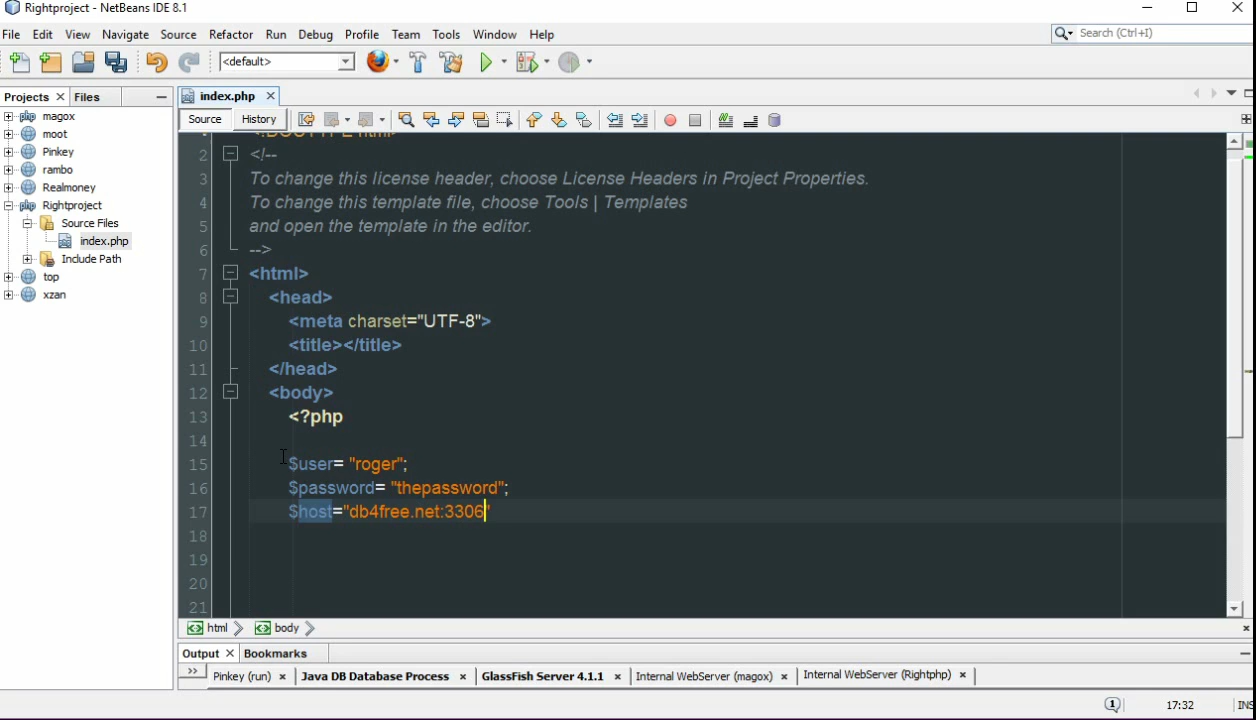 Rightproject - NetBeans IDE 8.1
File Edit View Navigate Source Refactor Run Debug Profile Team Tools Window Help
Search (Ctrl+I)
<default>
Projects Files
index.php
Source History
magox
moot
Pinkey
rambo
Realmoney
Rightproject
Source Files
index.php
Include Path
top
xzan
<!DOCTYPE html>
2 <!--
3 To change this license header, choose License Headers in Project Properties.
4 To change this template file, choose Tools | Templates
5 and open the template in the editor.
6 -->
7 <html>
8 <head>
9 <meta charset="UTF-8">
10 <title></title>
11 </head>
12 <body>
13 <?php
14
15 $user= "roger";
16 $password= "thepassword";
17 $host="db4free.net:3306"
18
19
20
21
html body
Output Bookmarks
Pinkey (run) Java DB Database Process GlassFish Server 4.1.1 Internal WebServer (magox) Internal WebServer (Rightphp)
1 17:32 INS